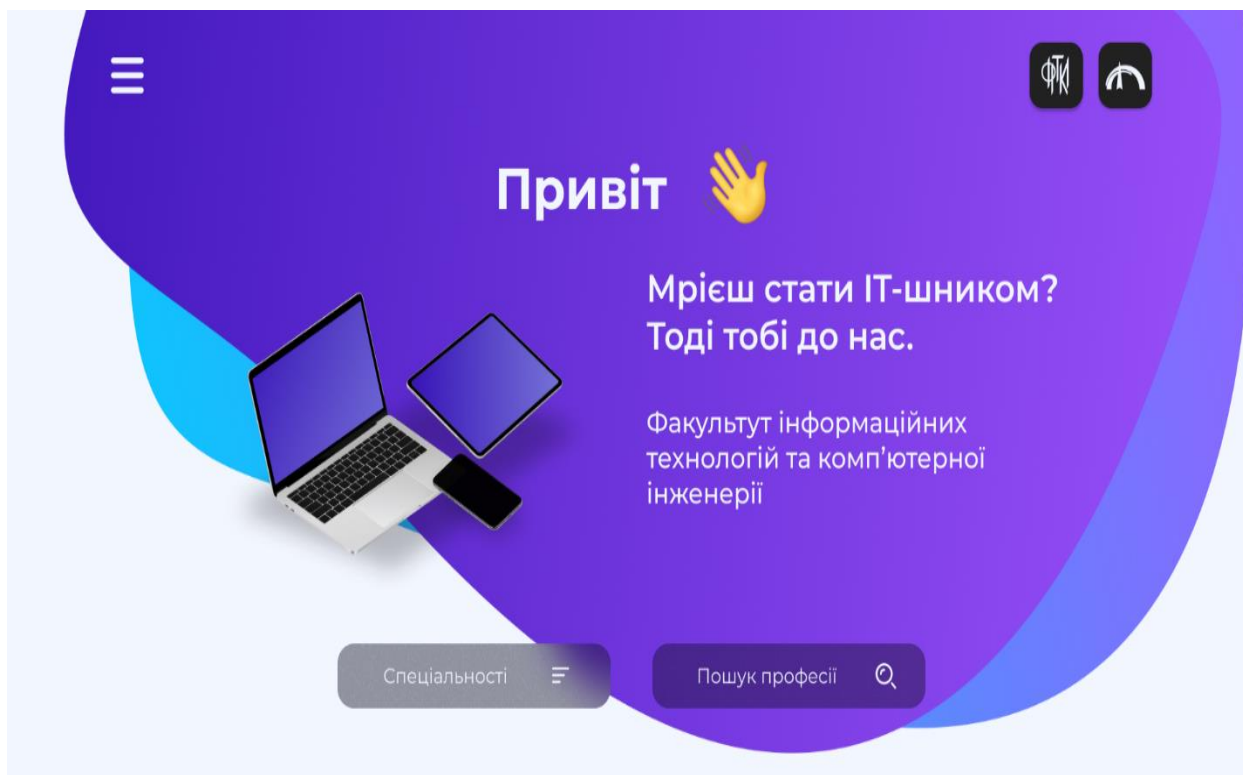 ФІТКІ
Привіт
Мрієш стати ІТ-шником?
Тоді тобі до нас.
Факультут інформаційних
технологій та комп’ютерної
інженерії
Спеціальності
Пошук професії